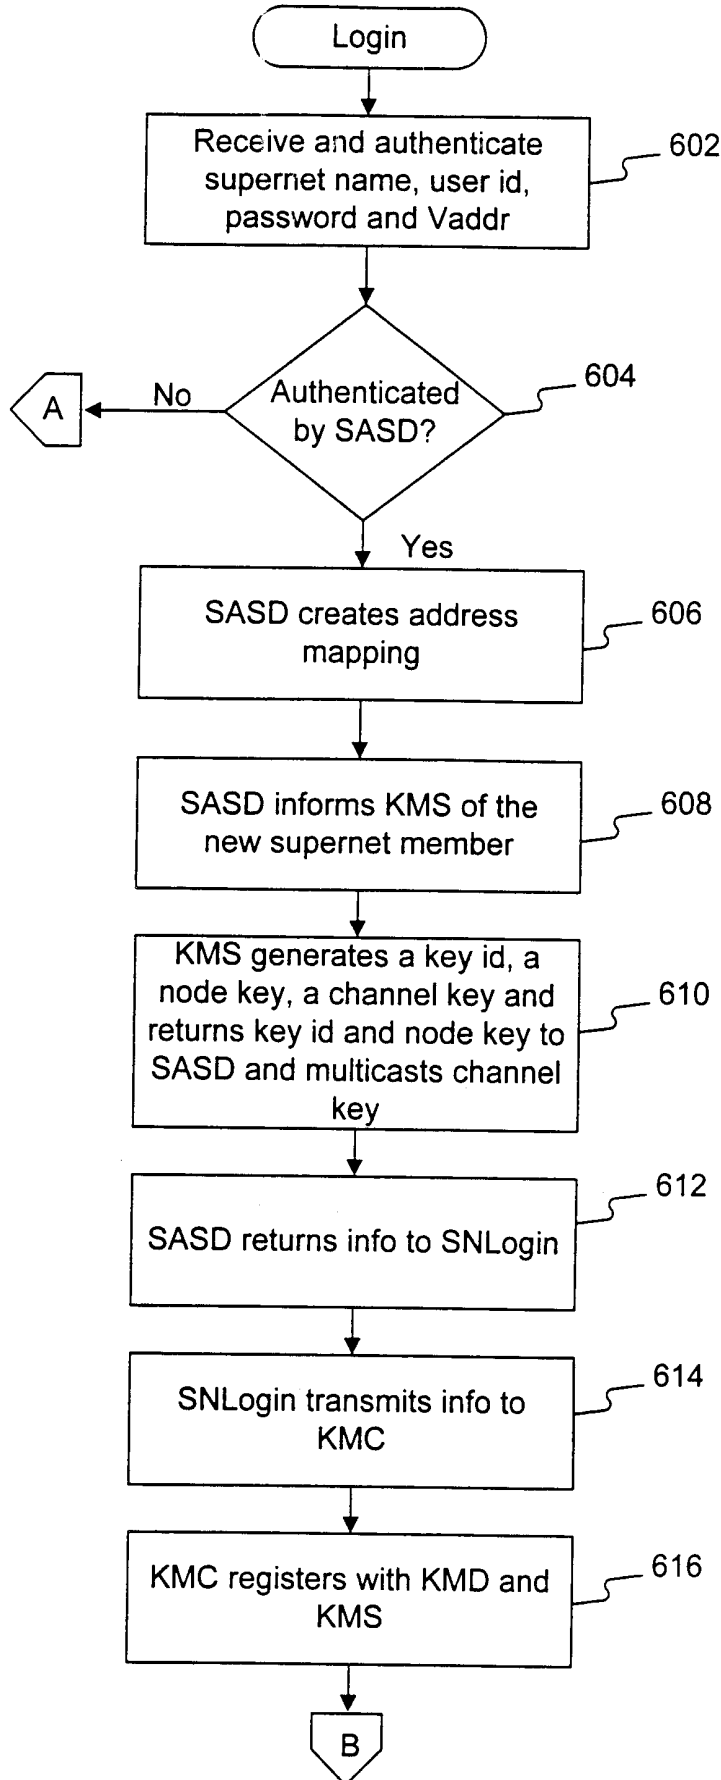 Login
Receive and authenticate
supernet name, user id,
password and Vaddr
602
Authenticated
by SASD?
604
No
A
Yes
SASD creates address
mapping
606
SASD informs KMS of the
new supernet member
608
KMS generates a key id, a
node key, a channel key and
returns key id and node key to
SASD and multicasts channel
key
610
SASD returns info to SNLogin
612
SNLogin transmits info to
KMC
614
KMC registers with KMD and
KMS
616
B